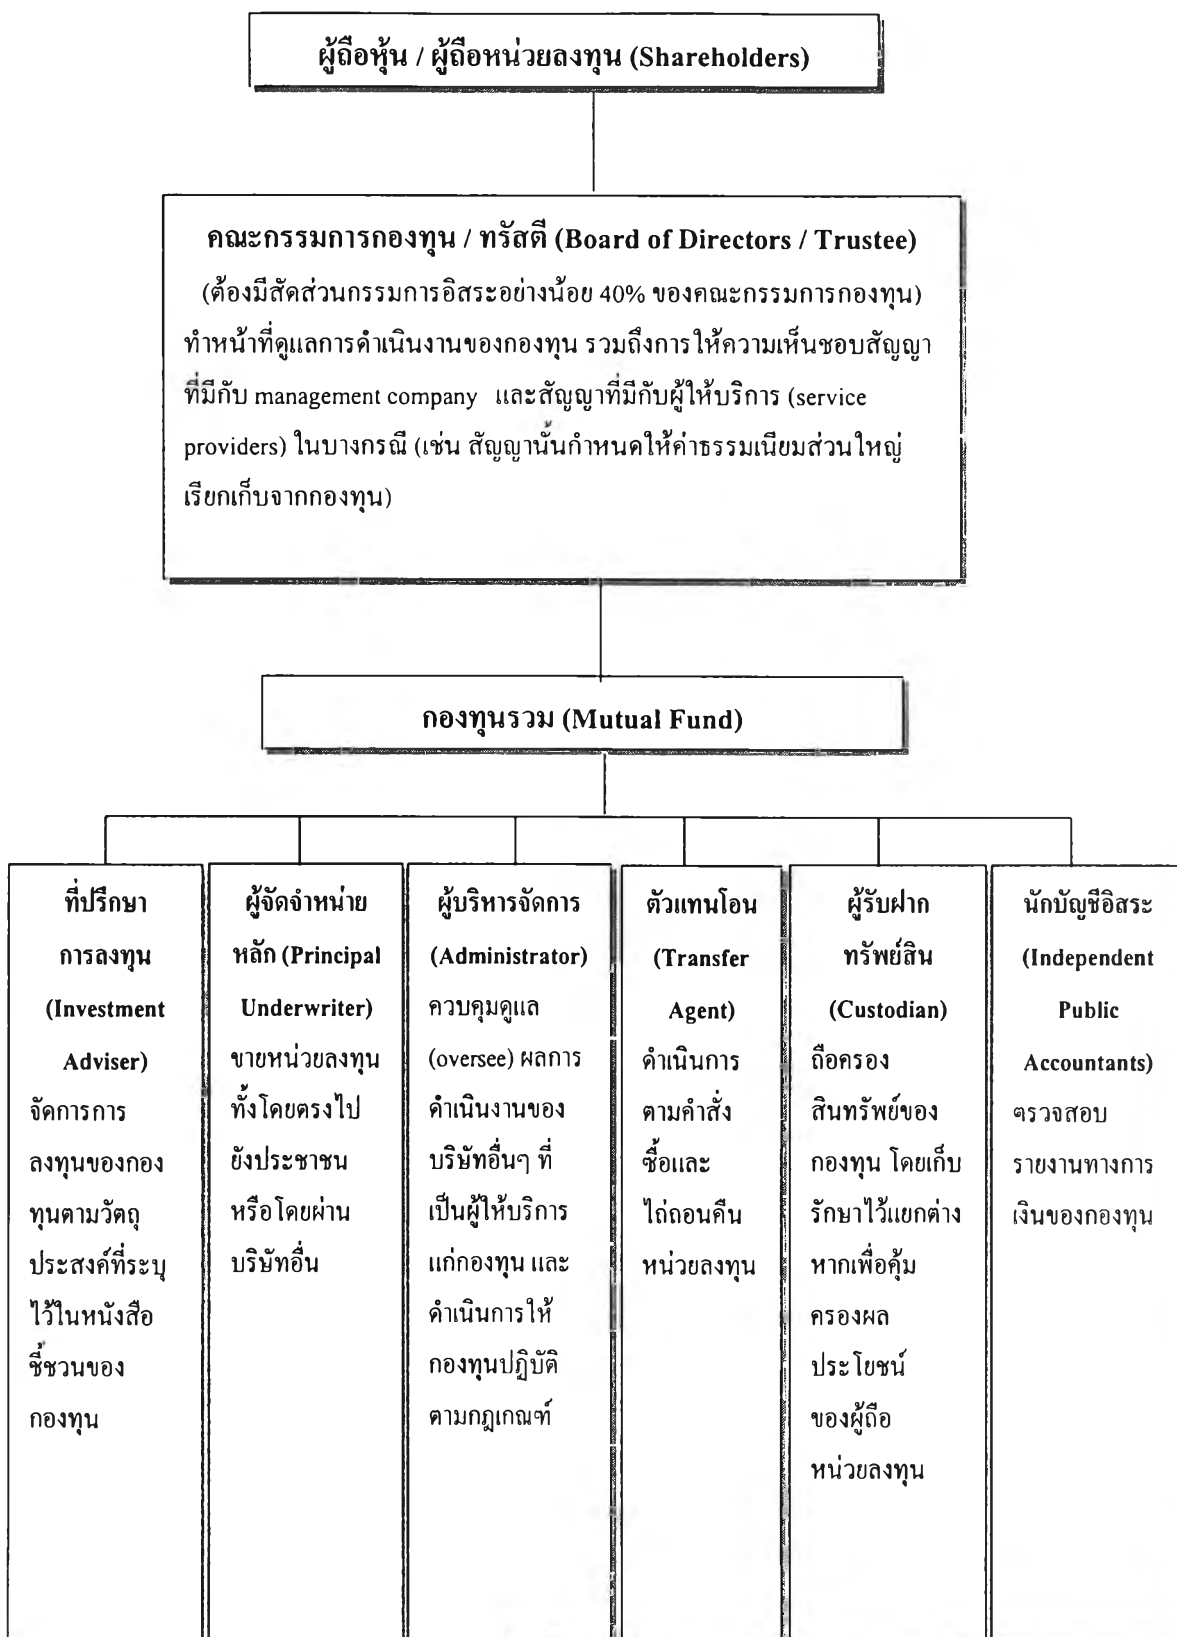 ผู้ถือหุ้น / ผู้ถือหน่วยลงทุน (Shareholders)
คณะกรรมการกองทุน / ทรัสตี (Board of Directors / Trustee)
(ต้องมีสัดส่วนกรรมการอิสระอย่างน้อย 40% ของคณะกรรมการกองทุน)
ทำหน้าที่ดูแลการดำเนินงานของกองทุน รวมถึงการให้ความเห็นชอบสัญญา
ที่มีกับ management company และสัญญาที่มีกับผู้ให้บริการ (service
providers) ในบางกรณี (เช่น สัญญานั้นกำหนดให้ค่าธรรมเนียมส่วนใหญ่
เรียกเก็บจากกองทุน)
กองทุนรวม (Mutual Fund)
ที่ปรึกษา
การลงทุน
(Investment
Adviser)
จัดการการ
ลงทุนของกอง
ทุนตามวัตถุ
ประสงค์ที่ระบุ
ไว้ในหนังสือ
ชี้ชวนของ
กองทุน
ผู้จัดจำหน่าย
หลัก (Principal
Underwriter)
ขายหน่วยลงทุน
ทั้งโดยตรงไป
ยังประชาชน
หรือโดยผ่าน
บริษัทอื่น
ผู้บริหารจัดการ
(Administrator)
ควบคุมดูแล
(oversee) ผลการ
ดำเนินงานของ
บริษัทอื่นๆ ที่
เป็นผู้ให้บริการ
แก่กองทุน และ
ดำเนินการให้
กองทุนปฏิบัติ
ตามกฎเกณฑ์
ตัวแทนโอน
(Transfer
Agent)
ดำเนินการ
ตามคำสั่ง
ซื้อและ
ไถ่ถอนคืน
หน่วยลงทุน
ผู้รับฝาก
ทรัพย์สิน
(Custodian)
ถือครอง
สินทรัพย์ของ
กองทุน โดยเก็บ
รักษาไว้แยกต่าง
หากเพื่อคุ้ม
ครองผล
ประโยชน์
ของผู้ถือ
หน่วยลงทุน
นักบัญชีอิสระ
(Independent
Public
Accountants)
ตรวจสอบ
รายงานทางการ
เงินของกองทุน